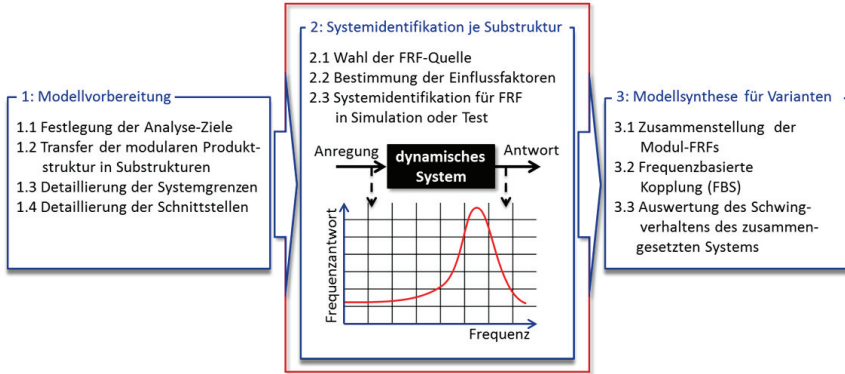 1: Modellvorbereitung
1.1 Festlegung der Analyse-Ziele
1.2 Transfer der modularen Produkt-
struktur in Substrukturen
1.3 Detaillierung der Systemgrenzen
1.4 Detaillierung der Schnittstellen
2: Systemidentifikation je Substruktur
2.1 Wahl der FRF-Quelle
2.2 Bestimmung der Einflussfaktoren
2.3 Systemidentifikation für FRF
in Simulation oder Test
Anregung
dynamisches
System
Antwort
Frequenzantwort
Frequenz
3: Modellsynthese für Varianten
3.1 Zusammenstellung der
Modul-FRFs
3.2 Frequenzbasierte
Kopplung (FBS)
3.3 Auswertung des Schwing-
verhaltens des zusammen-
gesetzten Systems